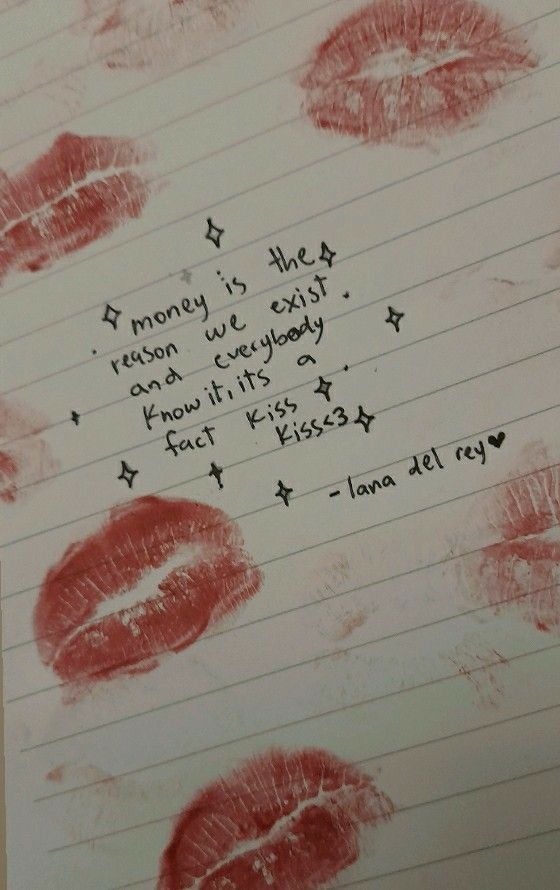 money is the
reason we exist
and everybody
know it, its a
fact kiss
kiss<3
-lana del rey♥